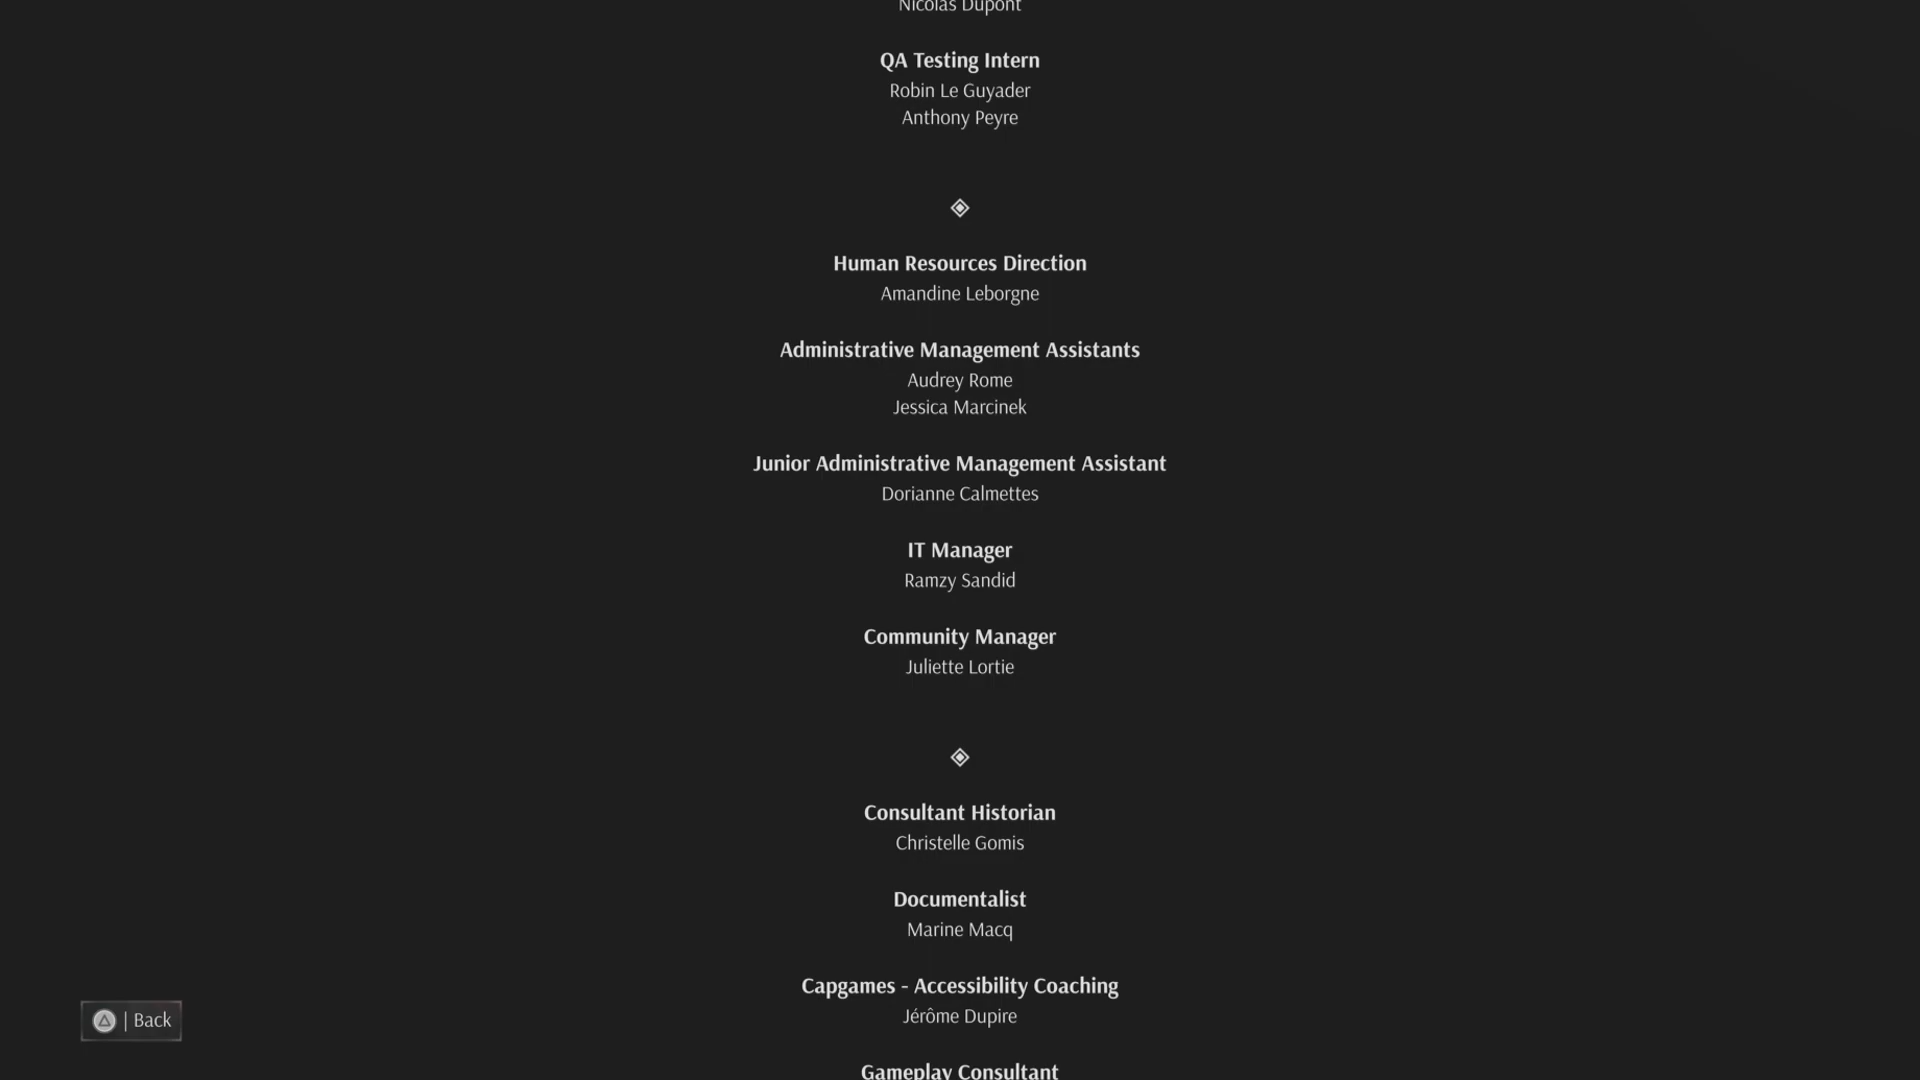 Nicolas Dupont
QA Testing Intern
Robin Le Guyader
Anthony Peyre
Human Resources Direction
Amandine Leborgne
Administrative Management Assistants
Audrey Rome
Jessica Marcinek
Junior Administrative Management Assistant
Dorianne Calmettes
IT Manager
Ramzy Sandid
Community Manager
Juliette Lortie
Consultant Historian
Christelle Gomis
Documentalist
Marine Macq
Capgames - Accessibility Coaching
Jérôme Dupire
| Back
Gameplay Consultant